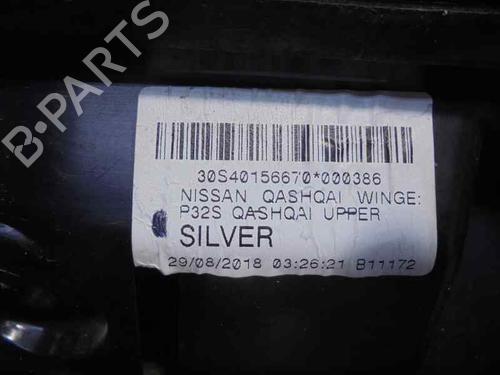 B-PARTS
30S40156670*000386
NISSAN QASHQAI WINGE:
P32S QASHQAI UPPER
SILVER
29/08/2018 03:26:21 B11172